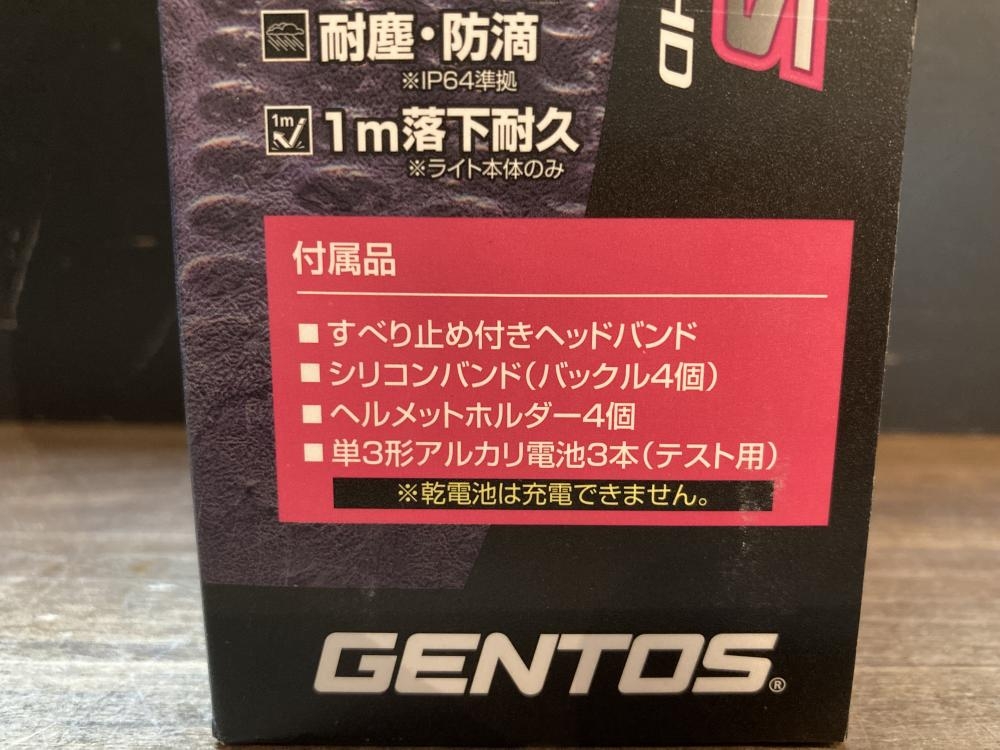 耐塵・防滴
※IP64準拠
1m
1m落下耐久
※ライト本体のみ
HD
付属品
■すべり止め付きヘッドバンド
■シリコンバンド(バックル4個)
■ヘルメットホルダー4個
■単3形アルカリ電池3本(テスト用)
※乾電池は充電できません。
GENTOS®